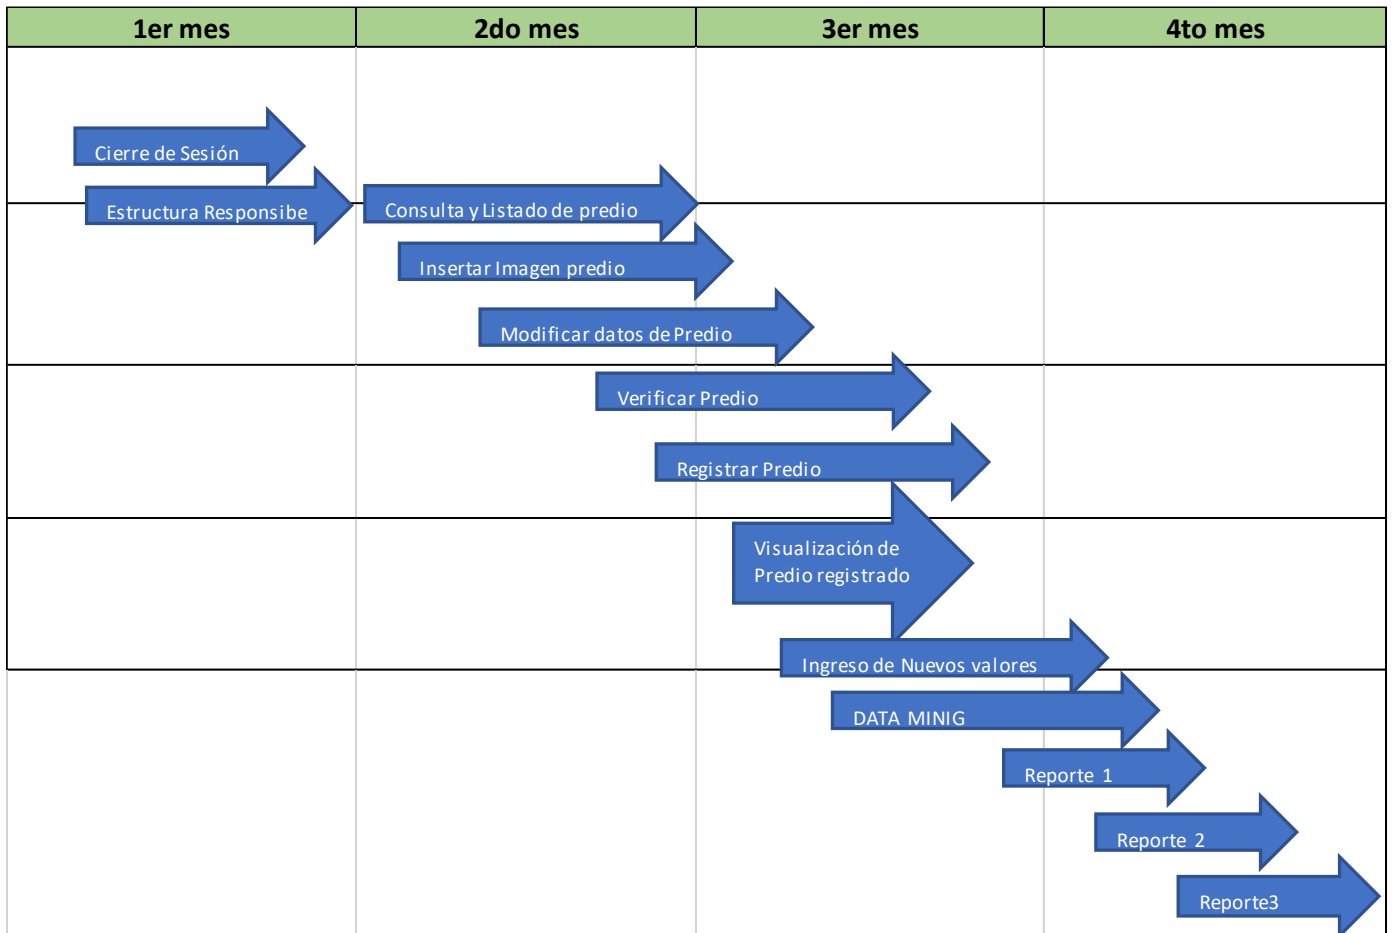 1er mes
2do mes
3er mes
4to mes
Cierre de Sesión
Estructura Responsibe
Consulta y Listado de predio
Insertar Imagen predio
Modificar datos de Predio
Verificar Predio
Registrar Predio
Visualización de
Predio registrado
Ingreso de Nuevos valores
DATA MINIG
Reporte 1
Reporte 2
Reporte3